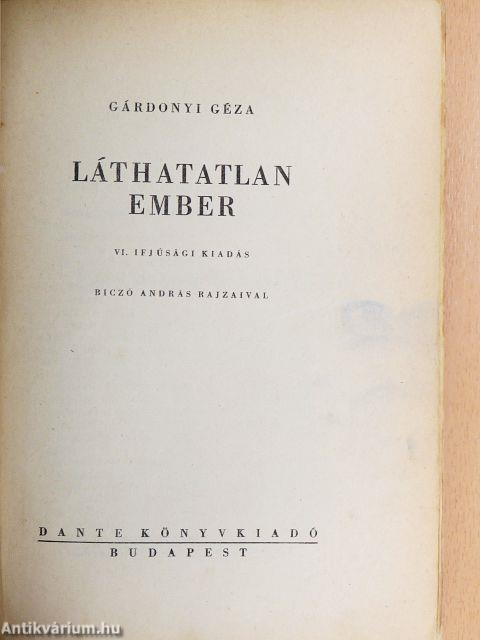 GÁRDONYI GÉZA
LÁTHATATLAN
EMBER
VI. IFJÚSÁGI KIADÁS
BICZÓ ANDRÁS RAJZAIVAL
DANTE KÖNYVKIADÓ
BUDAPEST
Antikvárium.hu